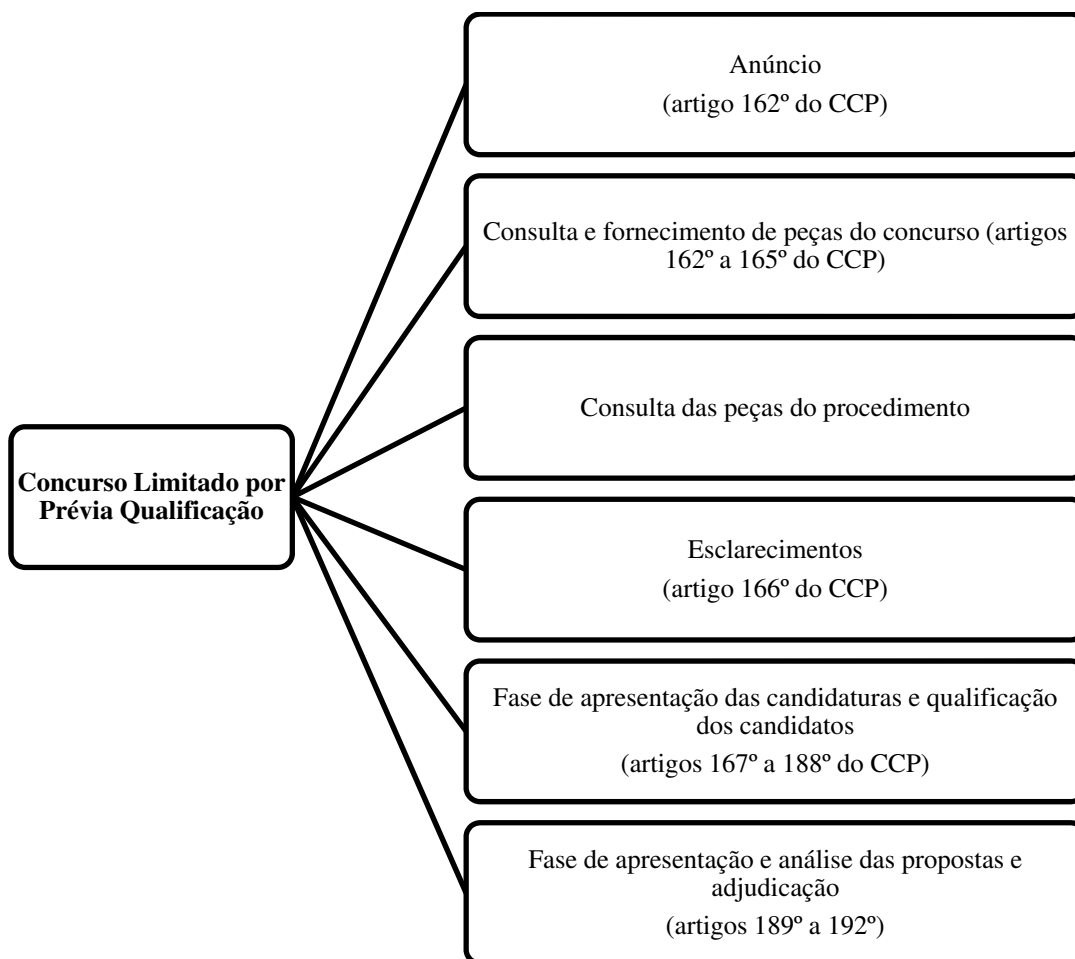 Anúncio
(artigo 162º do CCP)
Consulta e fornecimento de peças do concurso (artigos
162º a 165º do CCP)
Consulta das peças do procedimento
Concurso Limitado por
Prévia Qualificação
Esclarecimentos
(artigo 166º do CCP)
Fase de apresentação das candidaturas e qualificação
dos candidatos
(artigos 167º a 188º do CCP)
Fase de apresentação e análise das propostas e
adjudicação
(artigos 189º a 192º)